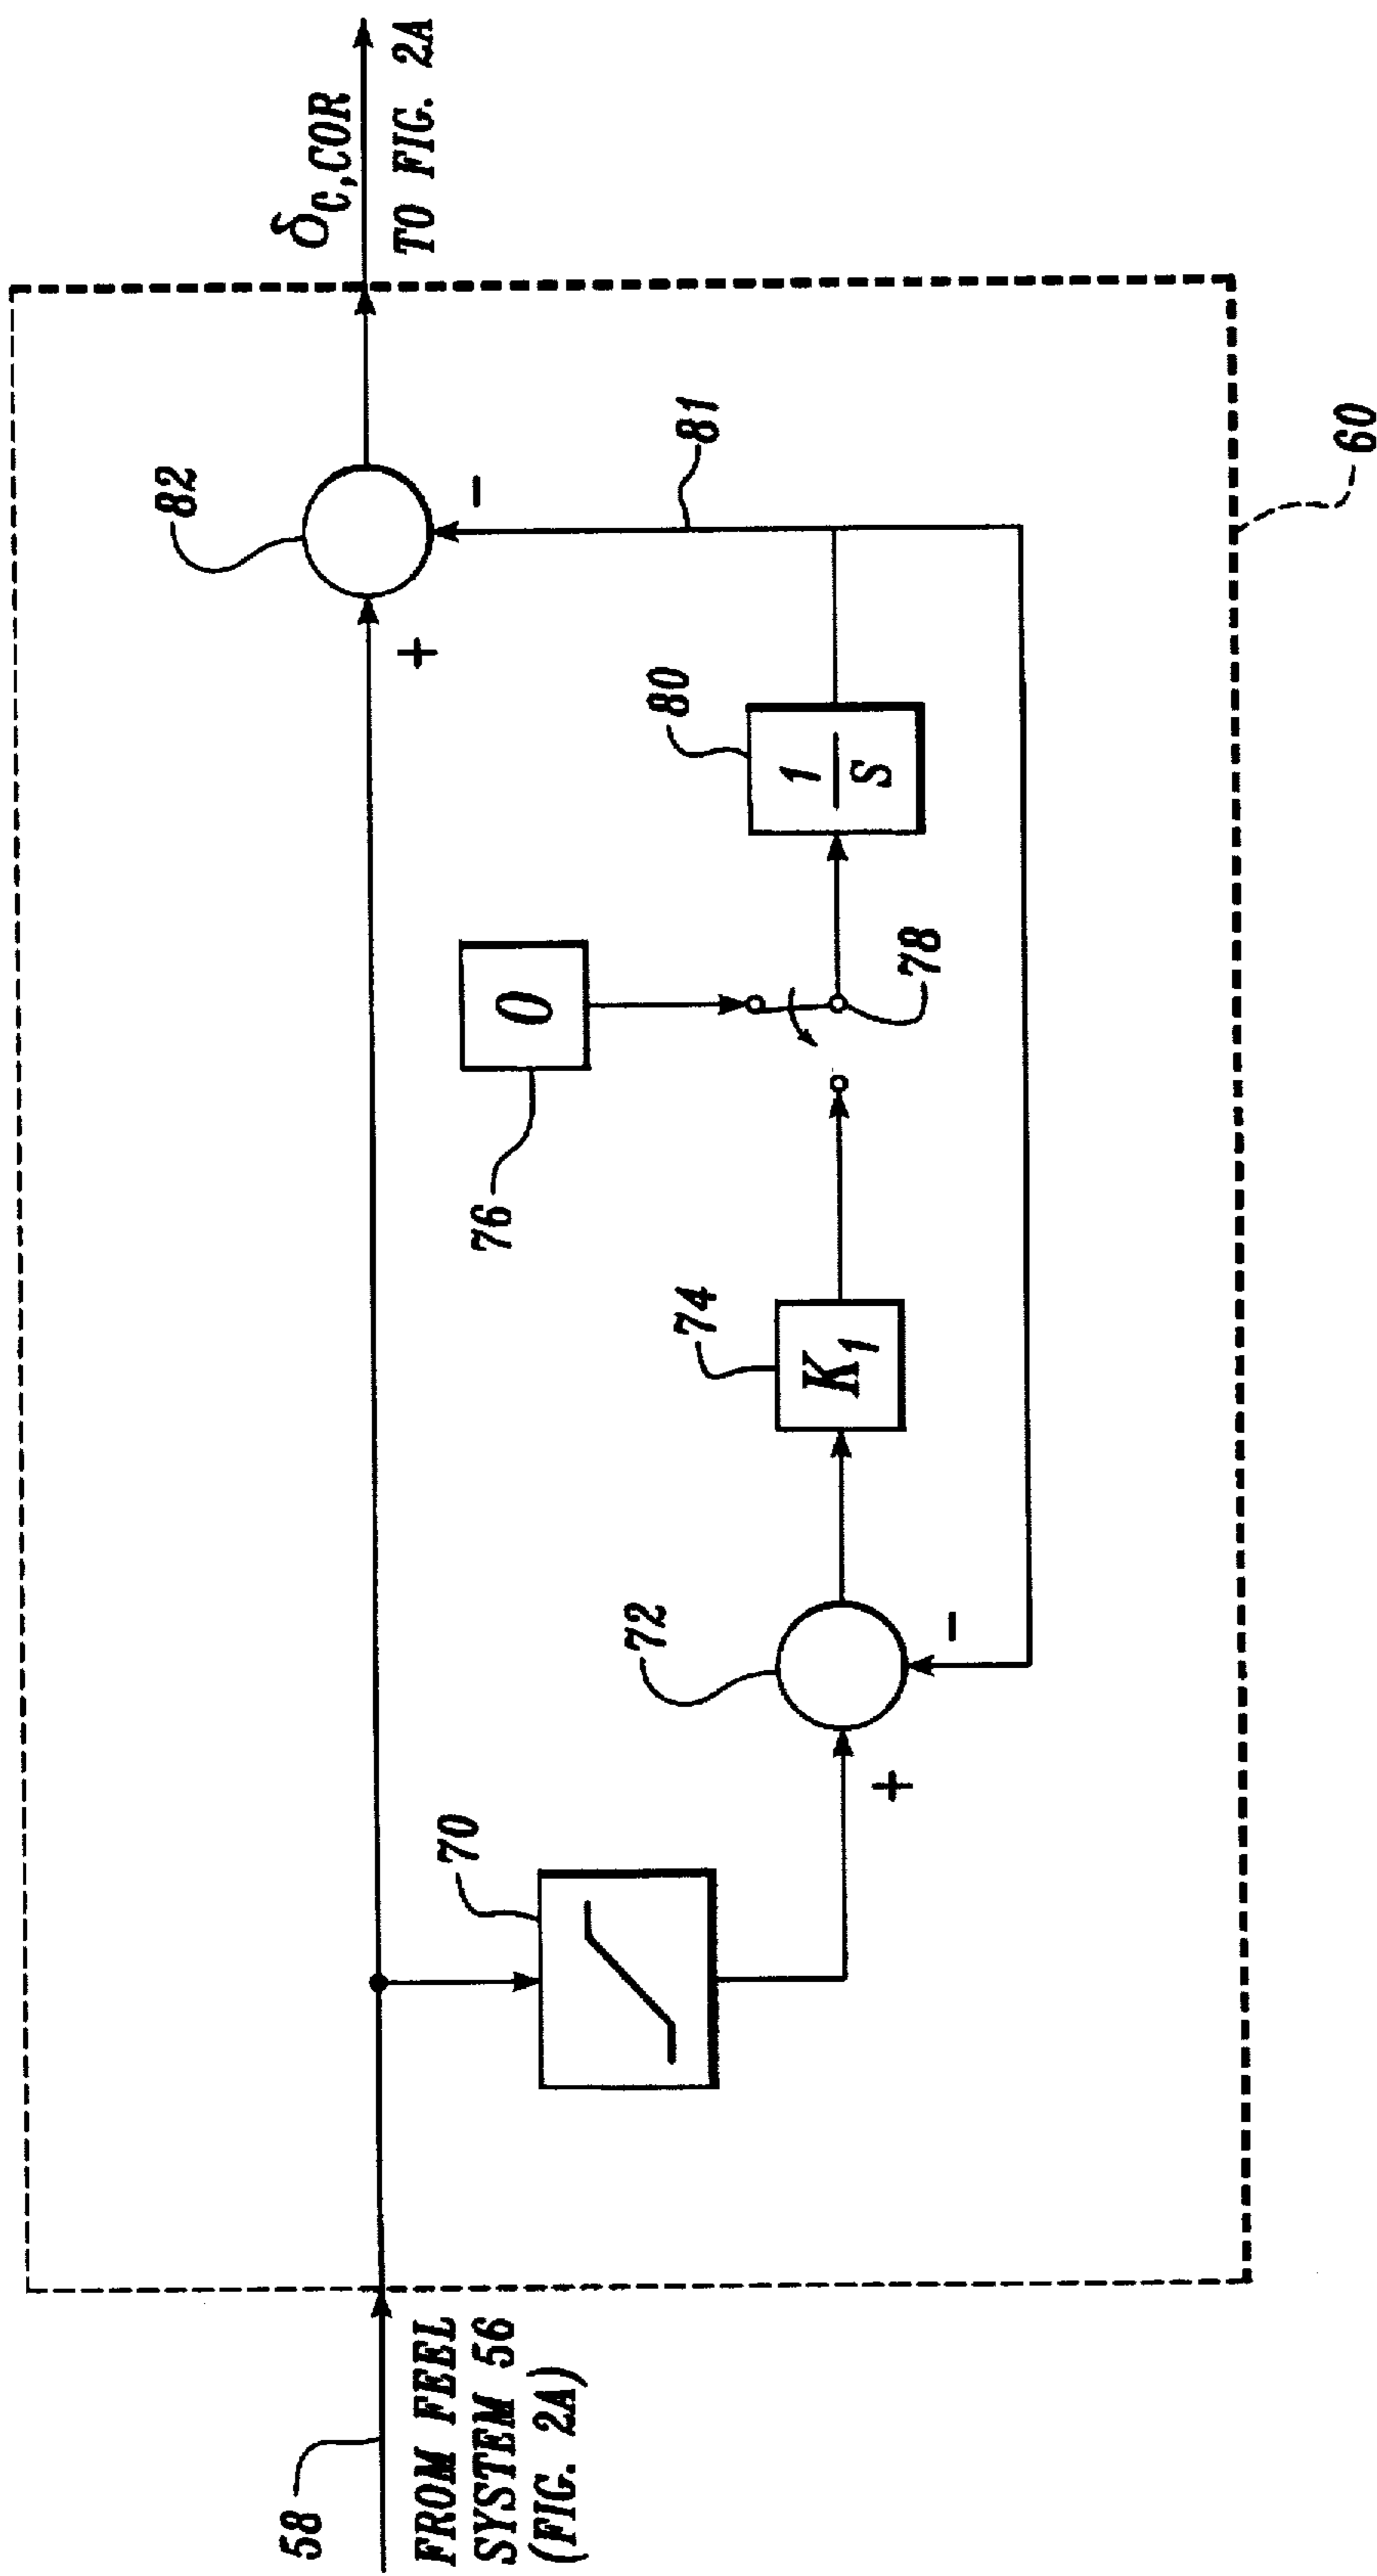 58
FROM FEEL
SYSTEM 56
(FIG. 2A)
70
+
72
-
74
K1
76
0
78
80
1
S
81
+
-
82
δC,COR
TO FIG. 2A
60